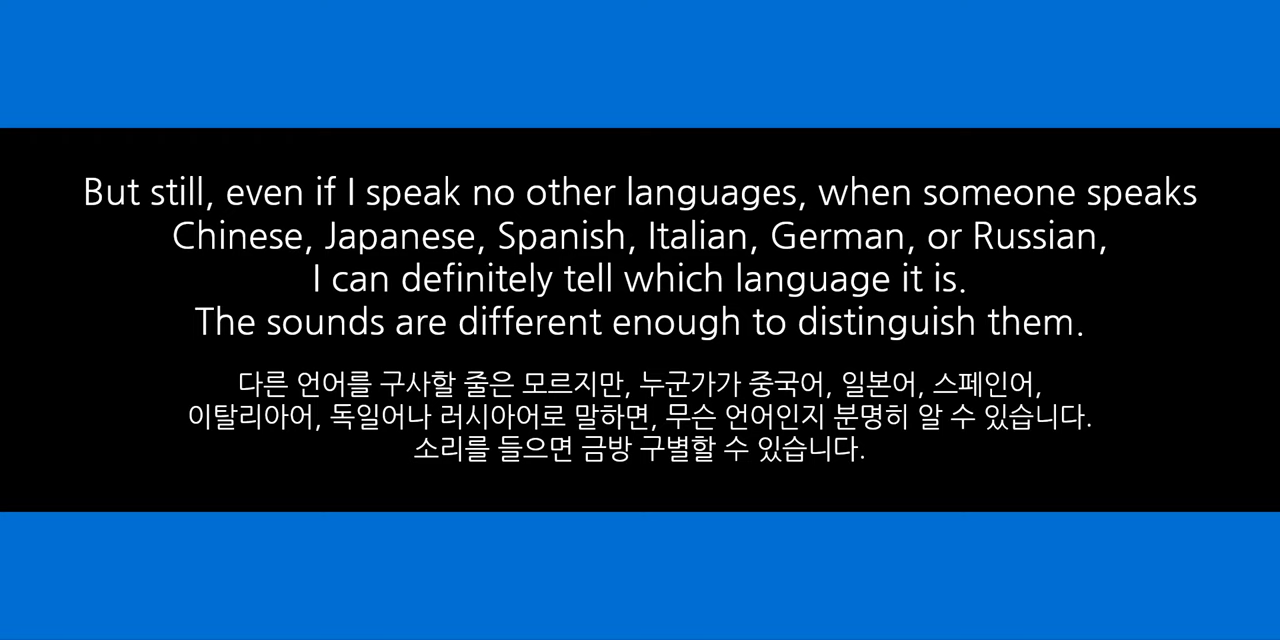 But still, even if I speak no other languages, when someone speaks
Chinese, Japanese, Spanish, Italian, German, or Russian,
I can definitely tell which language it is.
The sounds are different enough to distinguish them.
다른 언어를 구사할 줄은 모르지만, 누군가가 중국어, 일본어, 스페인어,
이탈리아어, 독일어나 러시아어로 말하면, 무슨 언어인지 분명히 알 수 있습니다.
소리를 들으면 금방 구별할 수 있습니다.